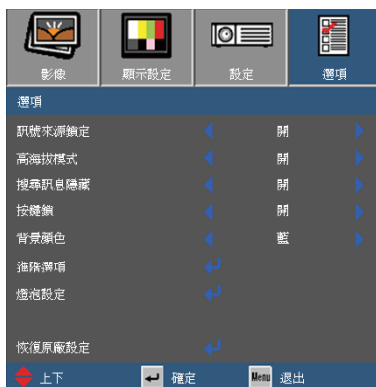 影像 顯示設定 設定 選項
選項
訊號來源鎖定 開
高海拔模式 開
搜尋訊息隱藏 開
按鍵鎖 開
背景顏色 藍
進階選項
燈泡設定
恢復原廠設定
上下 確定 Menu 退出